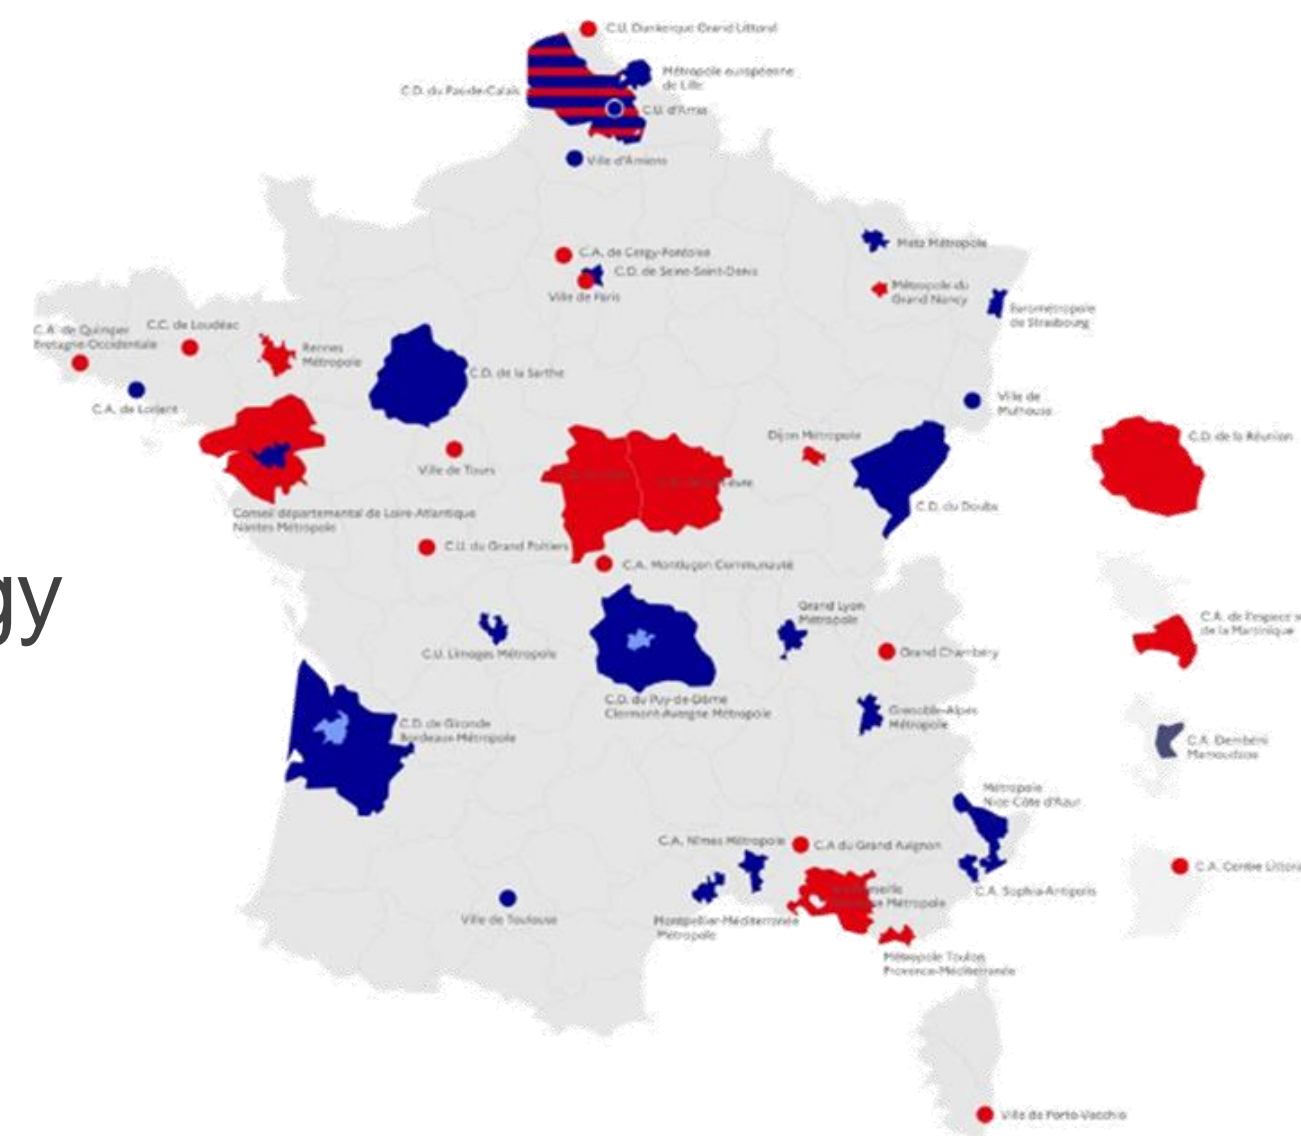 C.U. Dunkerque Grand Littoral
Métropole européenne
de Lille
C.D. du Pas-de-Calais
C.U. d'Arras
Ville d'Amiens
C.A. de Cergy-Pontoise
C.D. de Seine-Saint-Denis
Ville de Paris
Metz Métropole
Métropole du
Grand Nancy
Eurométropole
de Strasbourg
C.A. de Quimper
Bretagne-Occidentale
C.C. de Loudéac
Rennes
Métropole
C.D. de la Sarthe
C.A. de Lorient
Ville de
Mulhouse
Dijon Métropole
C.D. de la Réunion
Ville de Tours
C.D. du Doubs
Conseil départemental de Loire-Atlantique
Nantes Métropole
C.U. du Grand Poitiers
C.A. Montluçon Communauté
gy
Grand Lyon
Métropole
C.A. de l'espace
de la Martinique
C.U. Limoges Métropole
Grand Chambéry
C.D. du Puy-de-Dôme
Clermont-Auvergne Métropole
Grenoble-Alpes
Métropole
C.D. de Gironde
Bordeaux Métropole
C.A. Dembéni
Mamoudzou
Métropole
Nice Côte d'Azur
C.A. Nîmes Métropole
C.A du Grand Avignon
C.A. Centre Littoral
C.A. Sophia-Antipolis
Métropole
Ville de Toulouse
Montpellier-Méditerranée
Métropole
Métropole Toulon
Provence-Méditerranée
Ville de Porto-Vecchio